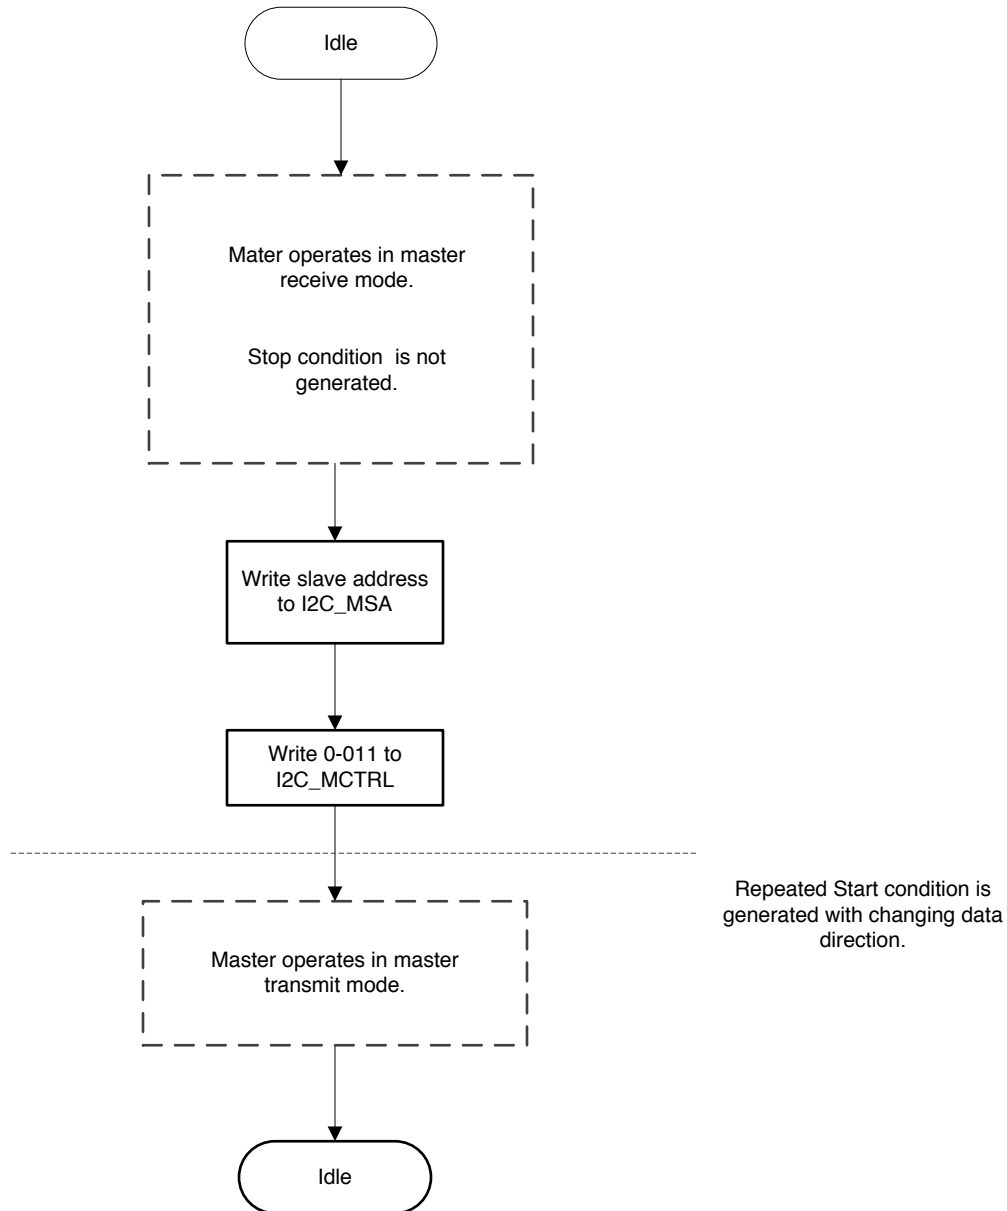 Idle
Mater operates in master
receive mode.
Stop condition  is not
generated.
Write slave address
to I2C_MSA
Write 0-011 to
I2C_MCTRL
Repeated Start condition is
generated with changing data
direction.
Master operates in master
transmit mode.
Idle